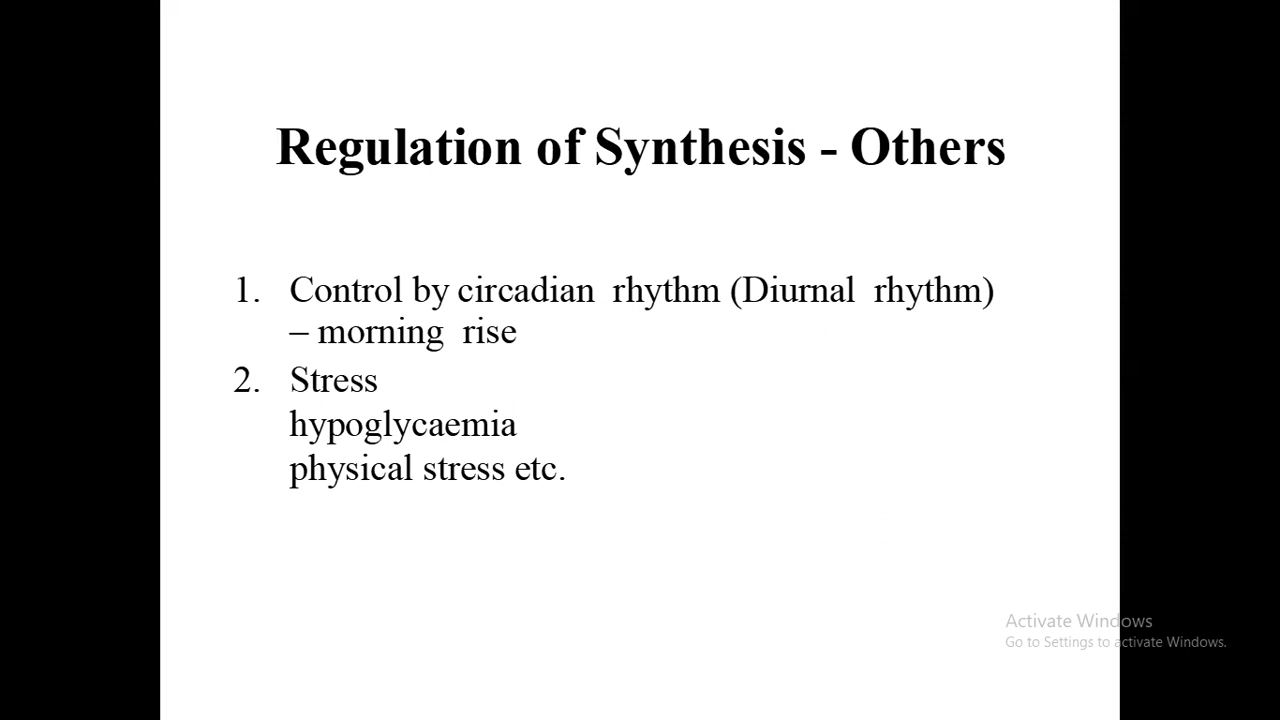 Regulation of Synthesis - Others
1. Control by circadian rhythm (Diurnal rhythm)
– morning rise
2. Stress
hypoglycaemia
physical stress etc.
Activate Windows
Go to Settings to activate Windows.